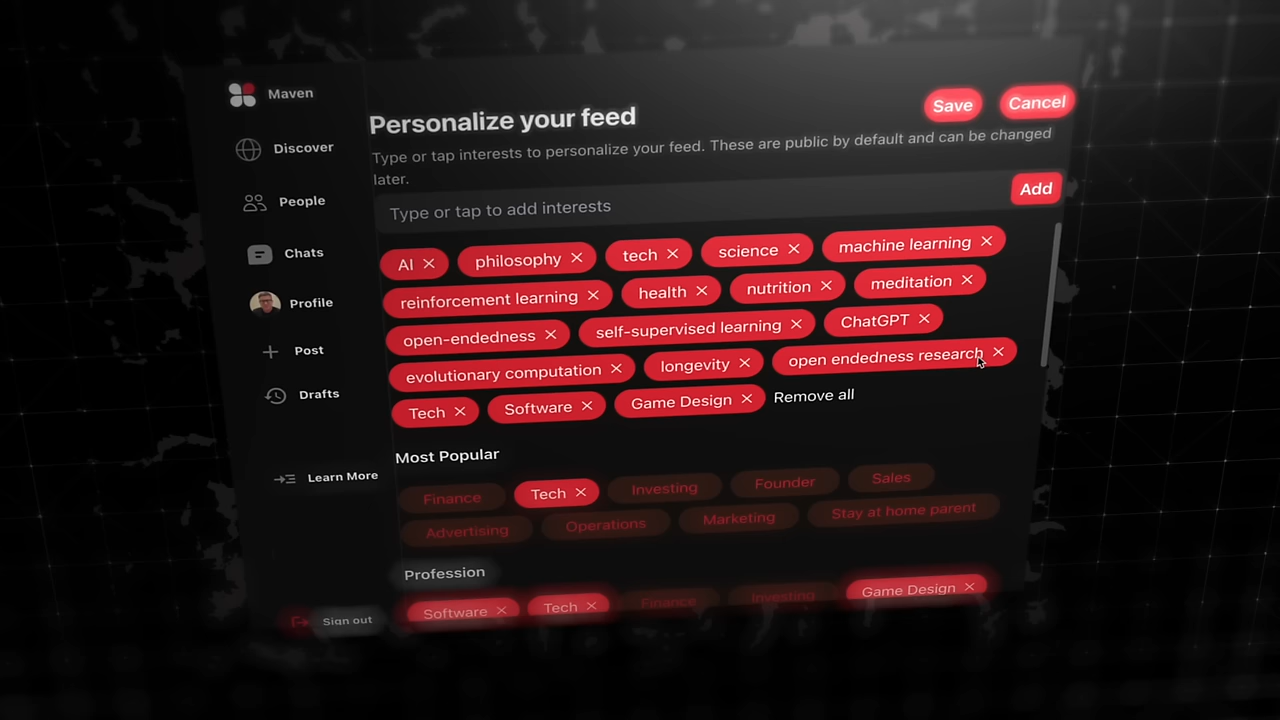 Maven
Discover
People
Chats
Profile
Post
Drafts
Learn More
Sign out
Personalize your feed
Save
Cancel
Type or tap interests to personalize your feed. These are public by default and can be changed
later.
Type or tap to add interests
Add
AI × philosophy × tech × science × machine learning ×
reinforcement learning × health × nutrition × meditation ×
open-endedness × self-supervised learning × ChatGPT ×
evolutionary computation × longevity × open endedness research ×
Tech × Software × Game Design × Remove all
Most Popular
Finance Tech × Investing Founder Sales
Advertising Operations Marketing Stay at home parent
Profession
Software × Tech × Finance Investing Game Design ×